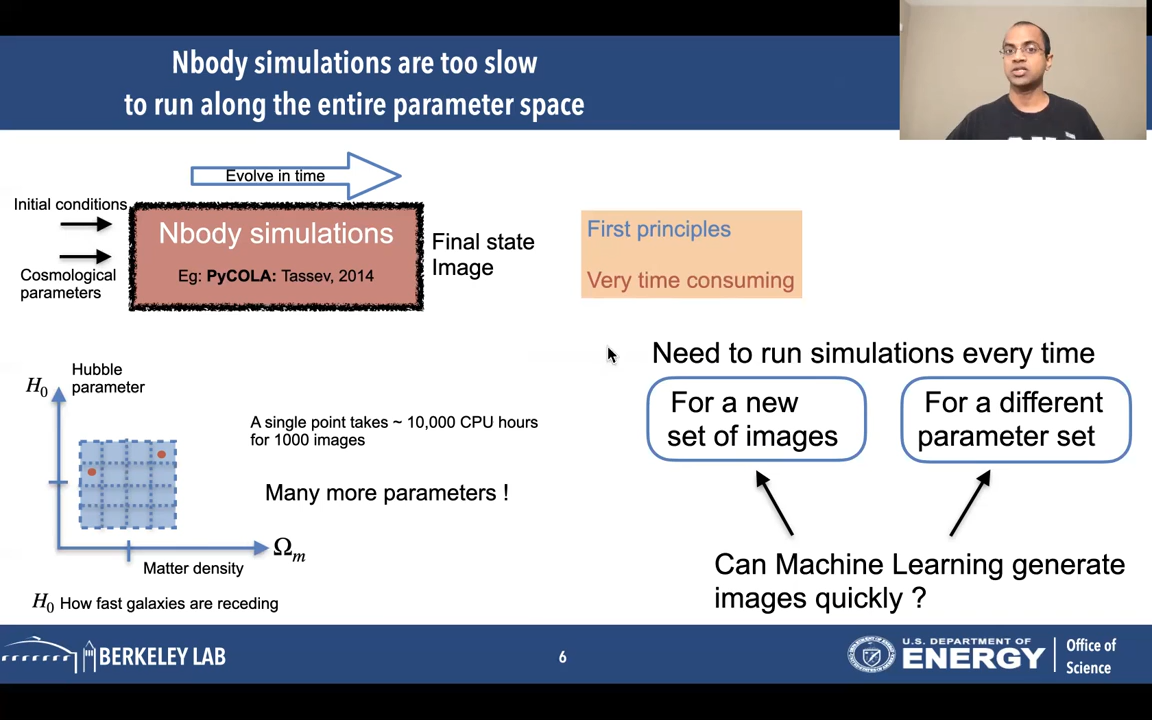 Nbody simulations are too slow
to run along the entire parameter space
Evolve in time
Initial conditions
Cosmological
parameters
Nbody simulations
Eg: PyCOLA: Tassev, 2014
Final state
Image
First principles
Very time consuming
H₀
Hubble
parameter
A single point takes ~ 10,000 CPU hours
for 1000 images
Many more parameters !
Ωₘ
Matter density
H₀ How fast galaxies are receding
Need to run simulations every time
For a new
set of images
For a different
parameter set
Can Machine Learning generate
images quickly ?
BERKELEY LAB
6
U.S. DEPARTMENT OF
ENERGY
Office of
Science